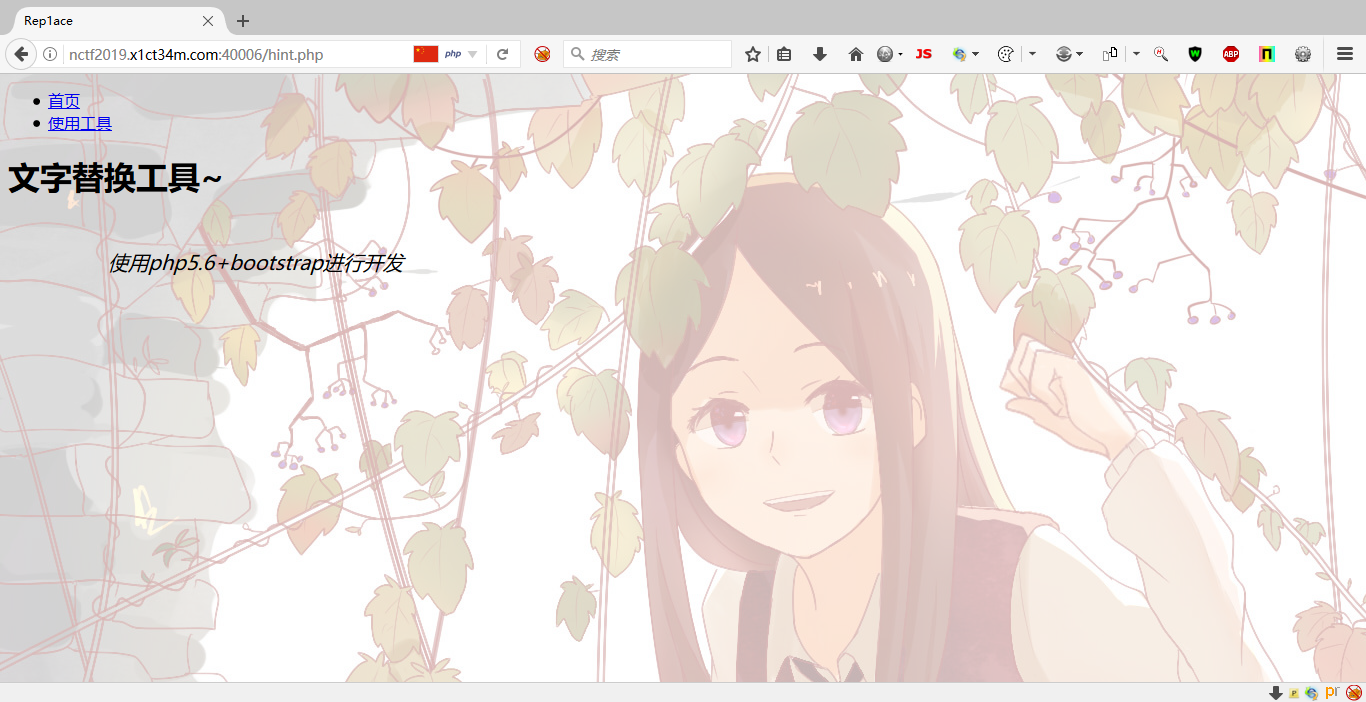 Rep1ace
nctf2019.x1ct34m.com:40006/hint.php
php
搜索
JS
ABP
首页
使用工具
文字替换工具~
使用php5.6+bootstrap进行开发
pr